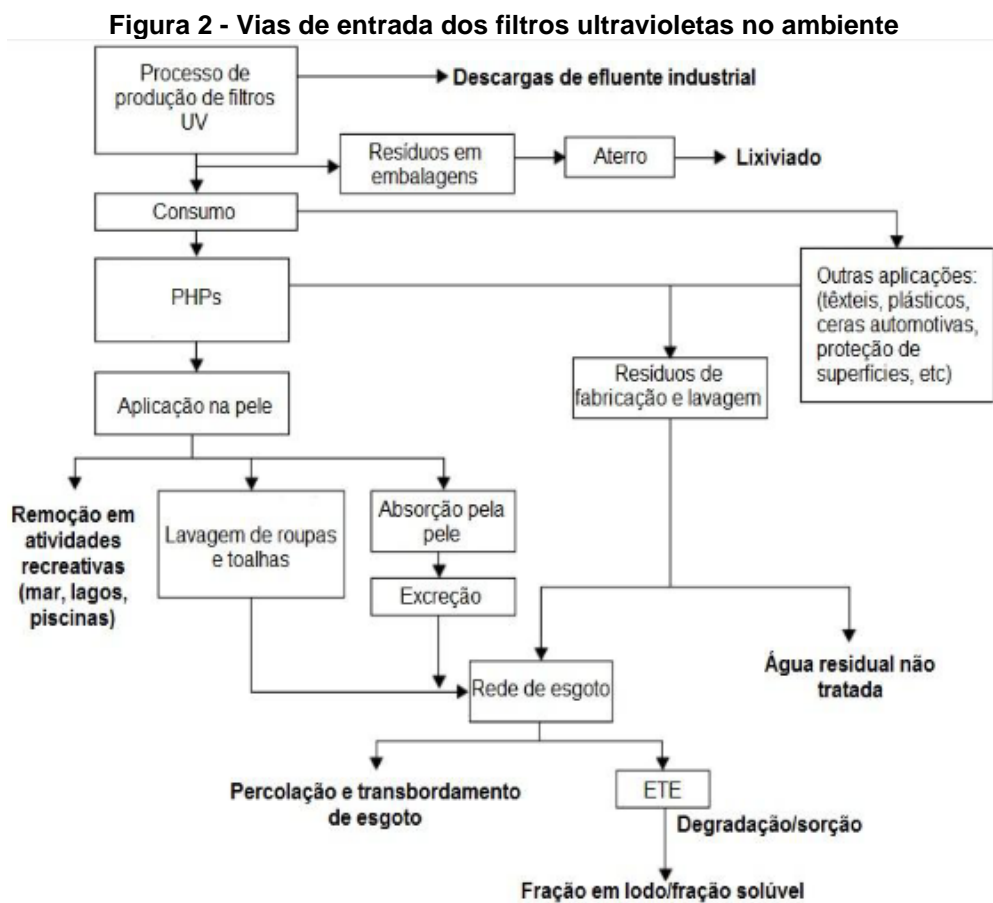 Figura 2 - Vias de entrada dos filtros ultravioletas no ambiente
Processo de
produção de filtros
UV
Descargas de efluente industrial
Resíduos em
embalagens
Aterro
Lixiviado
Consumo
PHPs
Outras aplicações:
(têxteis, plásticos,
ceras automotivas,
proteção de
superfícies, etc)
Resíduos de
fabricação e lavagem
Aplicação na pele
Remoção em
atividades
recreativas
(mar, lagos,
piscinas)
Lavagem de roupas
e toalhas
Absorção pela
pele
Excreção
Rede de esgoto
Água residual não
tratada
Percolação e transbordamento
de esgoto
ETE
Degradação/sorção
Fração em lodo/fração solúvel